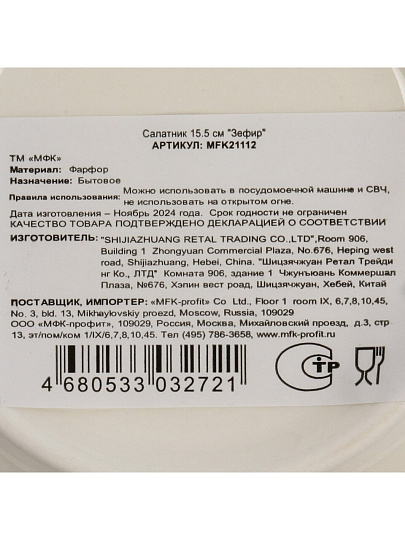 Салатник 15.5 см "Зефир"
АРТИКУЛ: MFK21112
ТМ «МФК»
Материал: Фарфор
Назначение: Бытовое
Правила использования: Можно использовать в посудомоечной машине и СВЧ, не использовать на открытом огне.
Дата изготовления – Ноябрь 2024 года. Срок годности не ограничен
КАЧЕСТВО ТОВАРА ПОДТВЕРЖДЕНО ДЕКЛАРАЦИЕЙ О СООТВЕТСТВИИ
ИЗГОТОВИТЕЛЬ: "SHIJIAZHUANG RETAL TRADING CO.,LTD",Room 906,
Building 1 Zhongyuan Commercial Plaza, No.676, Heping west
road, Shijiazhuang, Hebei, China. "Шицзячжуан Ретал Трейди
нг Ко., ЛТД" Комната 906, здание 1 Чжунъюань Коммершал
Плаза, №676, Хэпин вест роад, Шицзячжуан, Хебей, Китай
ПОСТАВЩИК, ИМПОРТЕР: «MFK-profit» Co Ltd., Floor 1 room IX, 6,7,8,10,45,
No. 3, bld. 13, Mikhaylovskiy proezd, Moscow, Russia, 109029
ООО «МФК-профит», 109029, Россия, Москва, Михайловский проезд, д.3, стр.
13, эт/пом/ком 1/IX/6,7,8,10,45. Тел (495) 786-3658, www.mfk-profit.ru
4 680533 032721
СТР